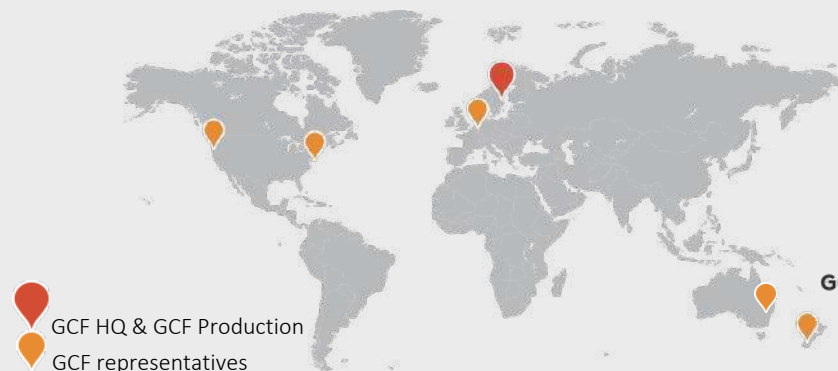 G
GCF HQ & GCF Production
GCF representatives